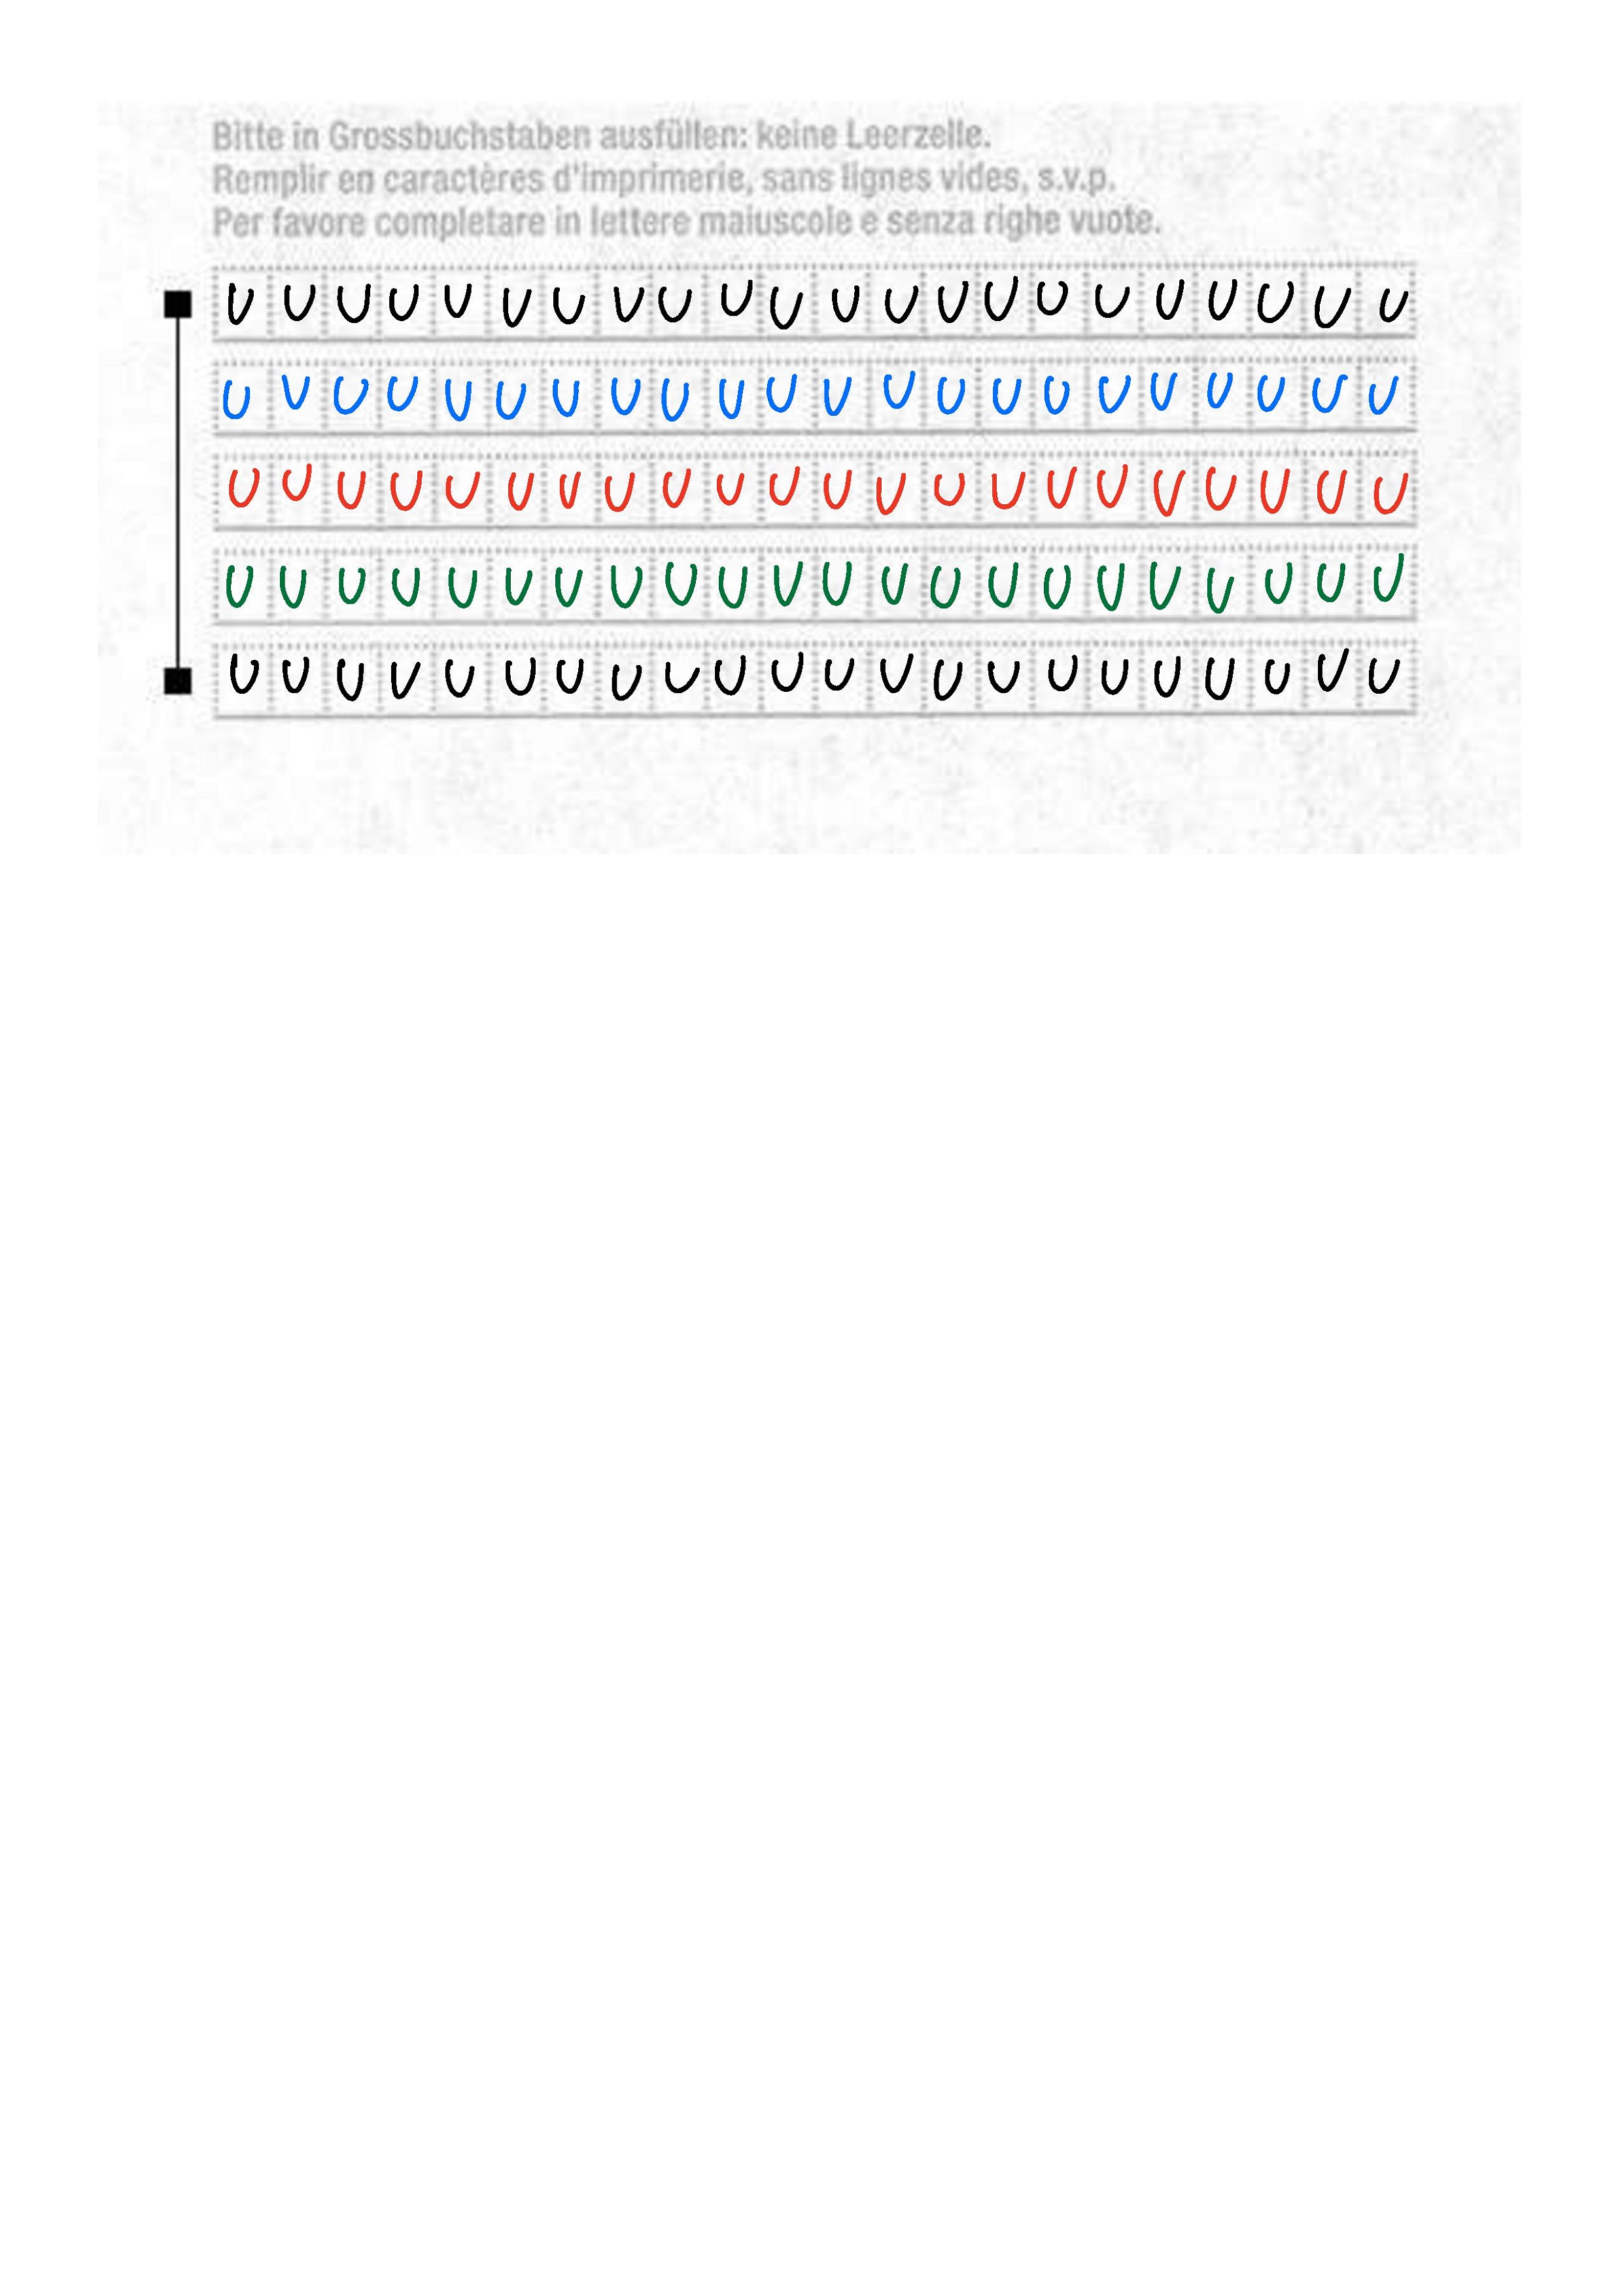 Bitte in Grossbuchstaben ausfüllen: keine Leerzelle.
Remplir en caractères d'imprimerie, sans lignes vides, s.v.p.
Per favore completare in lettere maiuscole e senza righe vuote.
UUUUUUUUUUUUUUUUUUUUUU
UUUUUUUUUUUUUUUUUUUUUU
UUUUUUUUUUUUUUUUUUUUUU
UUUUUUUUUUUUUUUUUUUUUU
UUUUUUUUUUUUUUUUUUUUUU